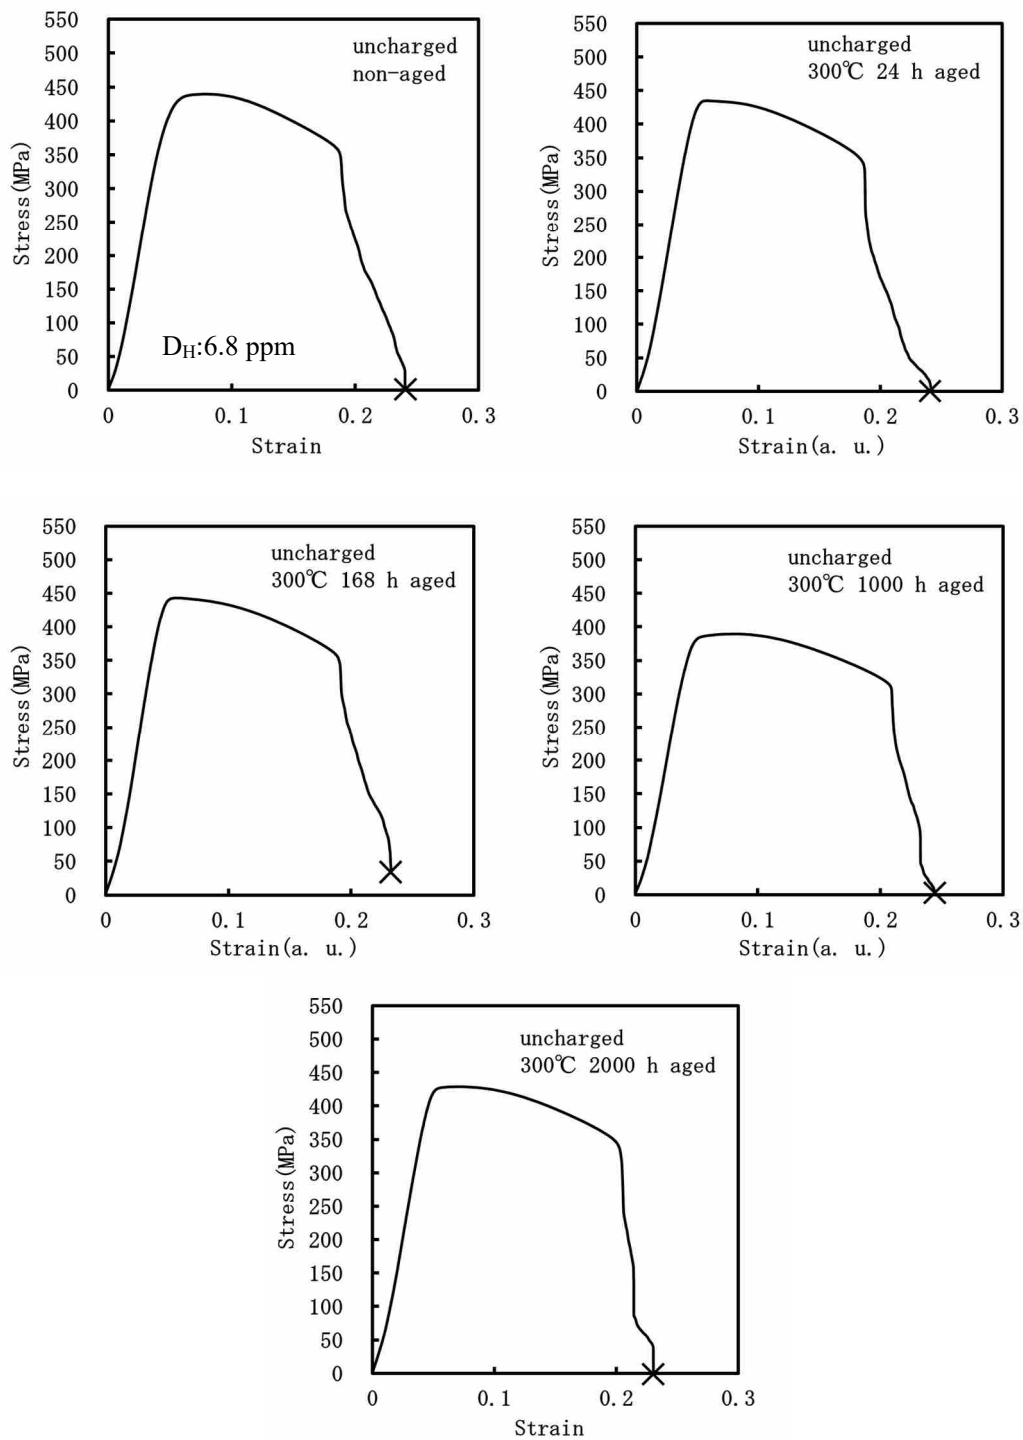 550
500
450
400
350
300
250
200
150
100
50
0
Stress(MPa)
uncharged
non-aged
D_H:6.8 ppm
0 0.1 0.2 0.3
Strain
550
500
450
400
350
300
250
200
150
100
50
0
Stress(MPa)
uncharged
300℃ 24 h aged
0 0.1 0.2 0.3
Strain(a. u.)
550
500
450
400
350
300
250
200
150
100
50
0
Stress(MPa)
uncharged
300℃ 168 h aged
0 0.1 0.2 0.3
Strain(a. u.)
550
500
450
400
350
300
250
200
150
100
50
0
Stress(MPa)
uncharged
300℃ 1000 h aged
0 0.1 0.2 0.3
Strain(a. u.)
550
500
450
400
350
300
250
200
150
100
50
0
Stress(MPa)
uncharged
300℃ 2000 h aged
0 0.1 0.2 0.3
Strain